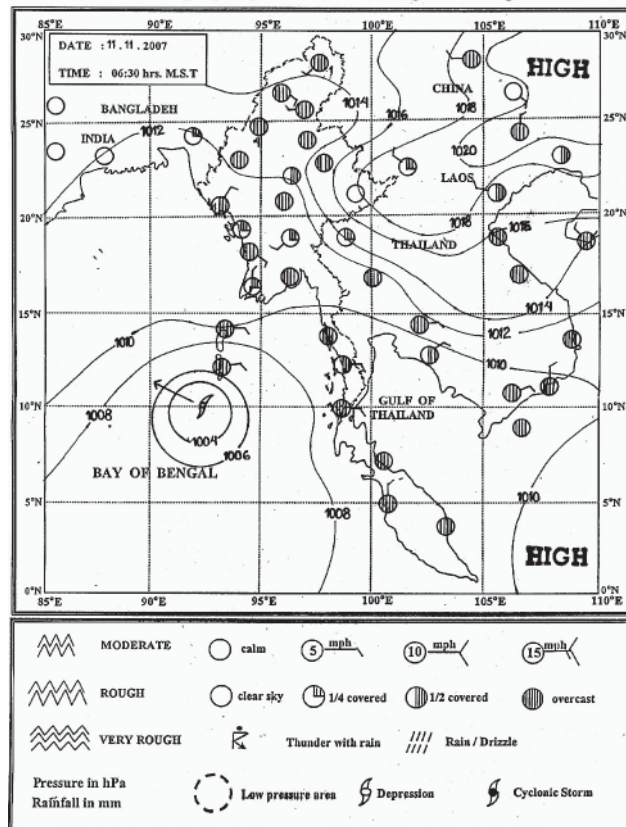 85°E 90°E 95°E 100°E 105°E 110°E
30°N 30°N
DATE : 11.11.2007
TIME : 06:30 hrs. M.S.T
HIGH
CHINA
1014
1016
1018
25°N 25°N
BANGLADEH
1012
INDIA
1020
LAOS
20°N 20°N
1018
1016
THAILAND
1014
15°N 15°N
1010
1012
1010
10°N 10°N
1008
GULF OF
THAILAND
1004
1006
BAY OF BENGAL
5°N 5°N
1008
1010
HIGH
0°N 0°N
85°E 90°E 95°E 100°E 105°E 110°E
MODERATE calm 5 mph 10 mph 15 mph
ROUGH clear sky 1/4 covered 1/2 covered overcast
VERY ROUGH Thunder with rain Rain / Drizzle
Pressure in hPa
Rainfall in mm
Low pressure area Depression Cyclonic Storm